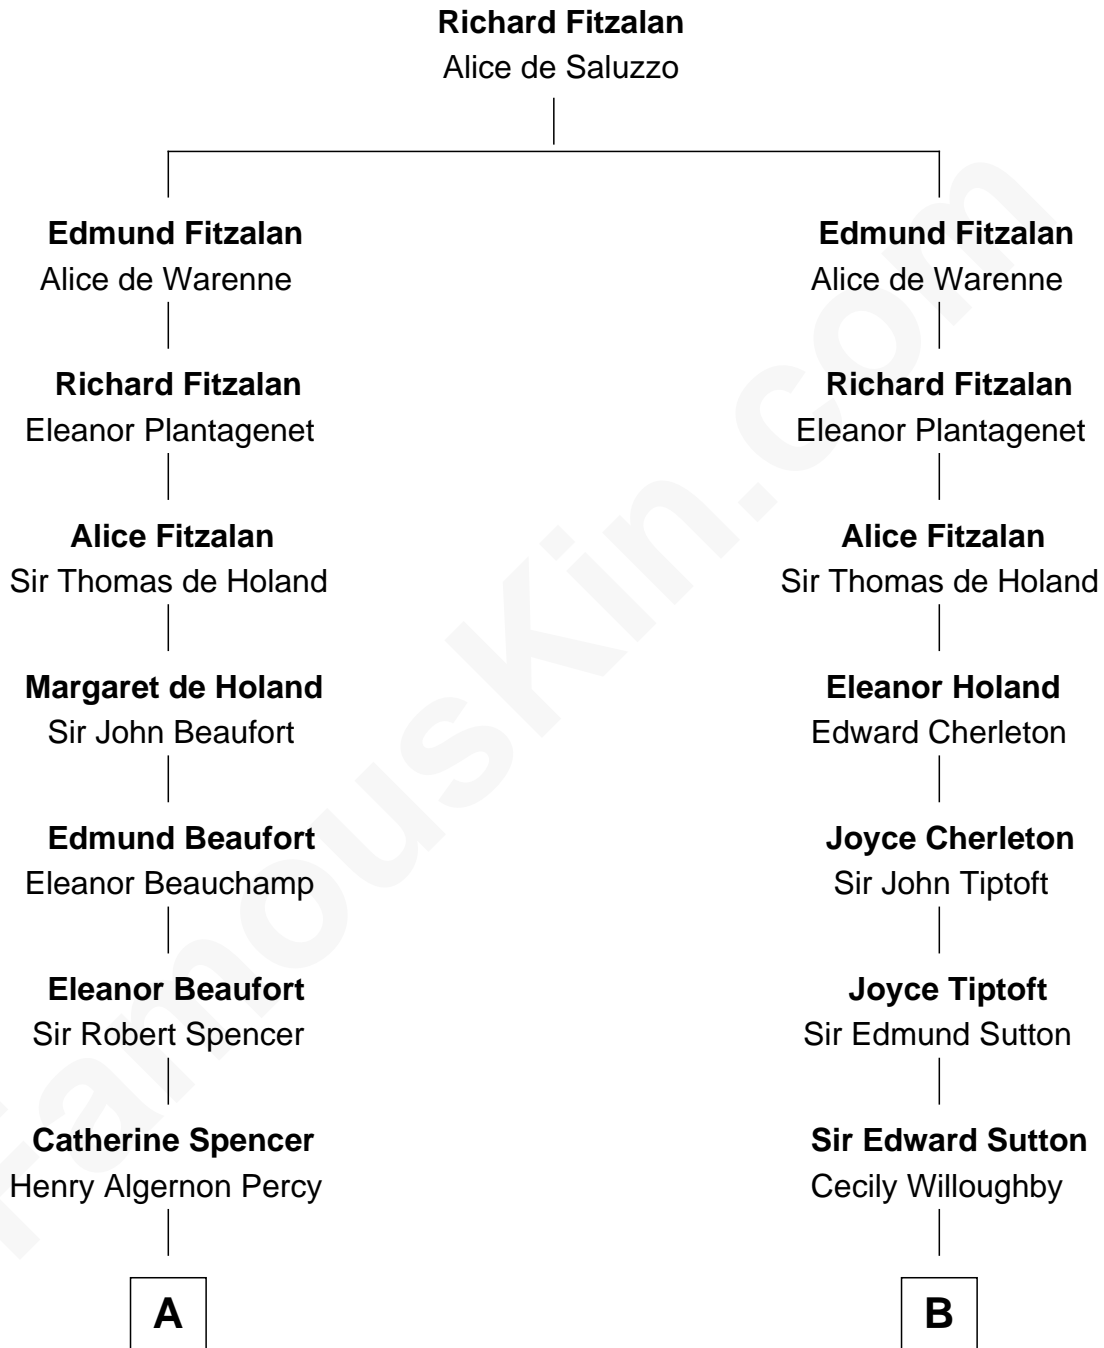 Richard Fitzalan
Alice de Saluzzo
Edmund Fitzalan
Alice de Warenne
Richard Fitzalan
Eleanor Plantagenet
Alice Fitzalan
Sir Thomas de Holand
Margaret de Holand
Sir John Beaufort
Edmund Beaufort
Eleanor Beauchamp
Eleanor Beaufort
Sir Robert Spencer
Catherine Spencer
Henry Algernon Percy
A
Edmund Fitzalan
Alice de Warenne
Richard Fitzalan
Eleanor Plantagenet
Alice Fitzalan
Sir Thomas de Holand
Eleanor Holand
Edward Cherleton
Joyce Cherleton
Sir John Tiptoft
Joyce Tiptoft
Sir Edmund Sutton
Sir Edward Sutton
Cecily Willoughby
B
FamousKin.com